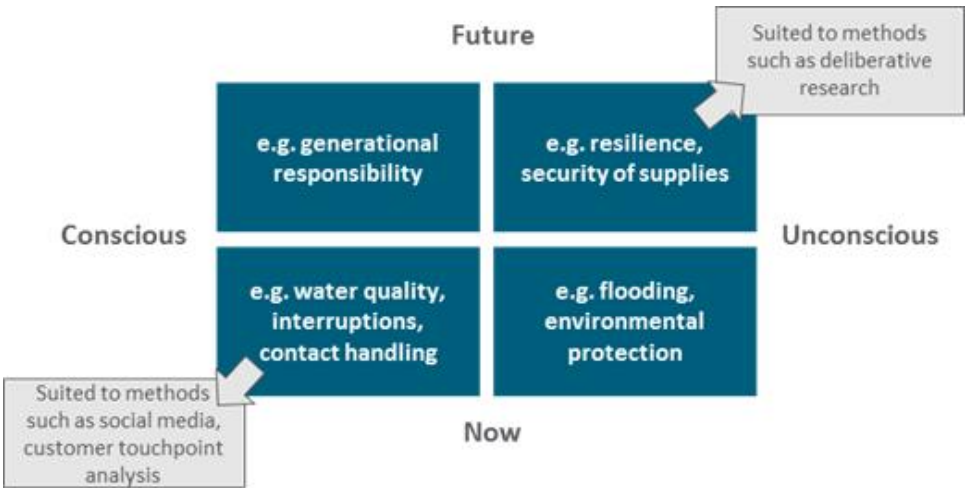 Future
Suited to methods
such as deliberative
research
e.g. generational
responsibility
e.g. resilience,
security of supplies
Conscious
Unconscious
e.g. water quality,
interruptions,
contact handling
e.g. flooding,
environmental
protection
Suited to methods
such as social media,
customer touchpoint
analysis
Now